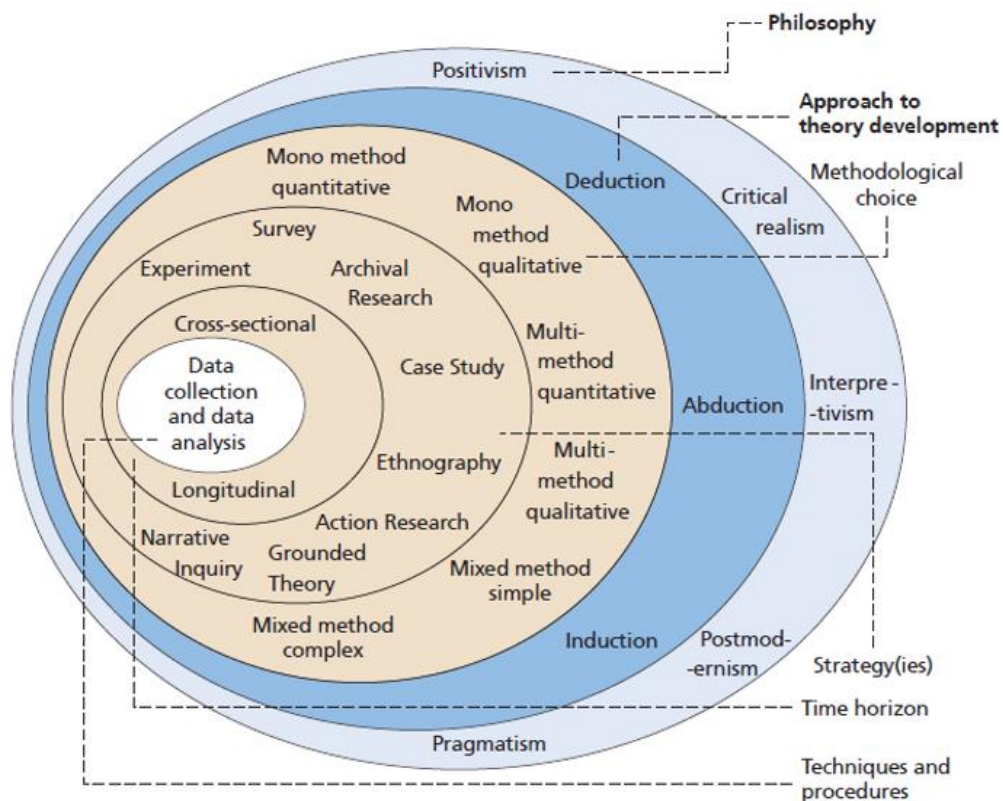 Philosophy
Positivism
Approach to
theory development
Mono method
quantitative
Deduction
Methodological
choice
Critical
realism
Mono
method
qualitative
Survey
Experiment
Archival
Research
Cross-sectional
Data
collection
and data
analysis
Case Study
Multi-
method
quantitative
Abduction
Interpre-
-tivism
Ethnography
Multi-
method
qualitative
Longitudinal
Action Research
Narrative
Inquiry
Grounded
Theory
Mixed method
simple
Mixed method
complex
Induction
Postmod-
-ernism
Strategy(ies)
Time horizon
Pragmatism
Techniques and
procedures